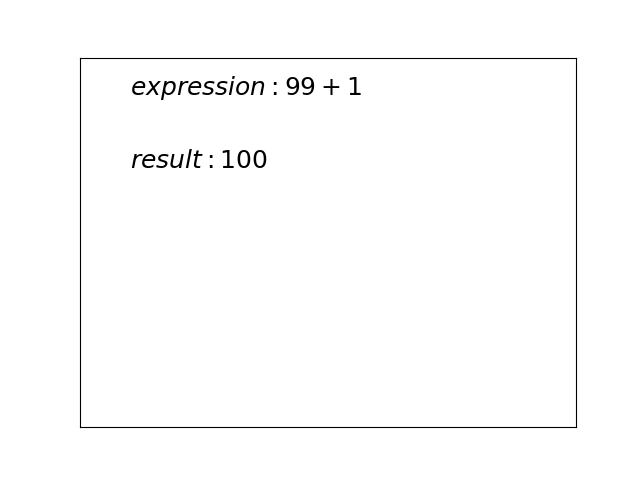 expression : 99 + 1
result : 100